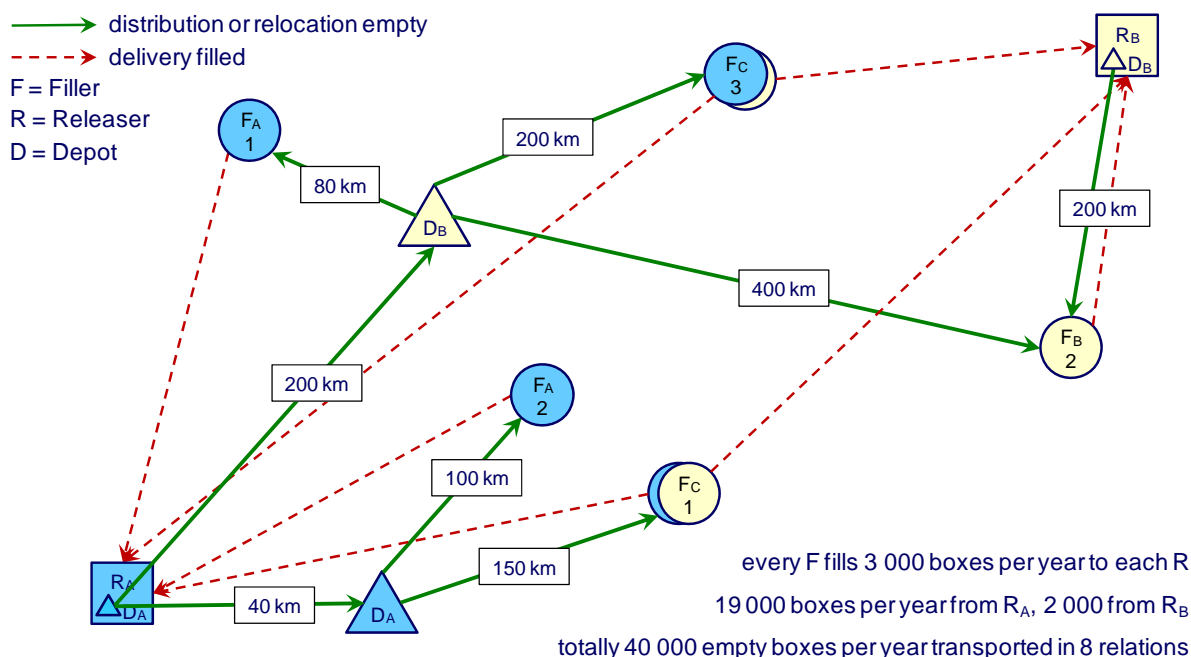 distribution or relocation empty
delivery filled
F = Filler
R = Releaser
D = Depot
RB
DB
FC
3
FA
1
200 km
80 km
DB
200 km
400 km
FB
2
200 km
FA
2
100 km
FC
1
150 km
RA
DA
40 km
DA
every F fills 3 000 boxes per year to each R
19 000 boxes per year from RA, 2 000 from RB
totally 40 000 empty boxes per year transported in 8 relations